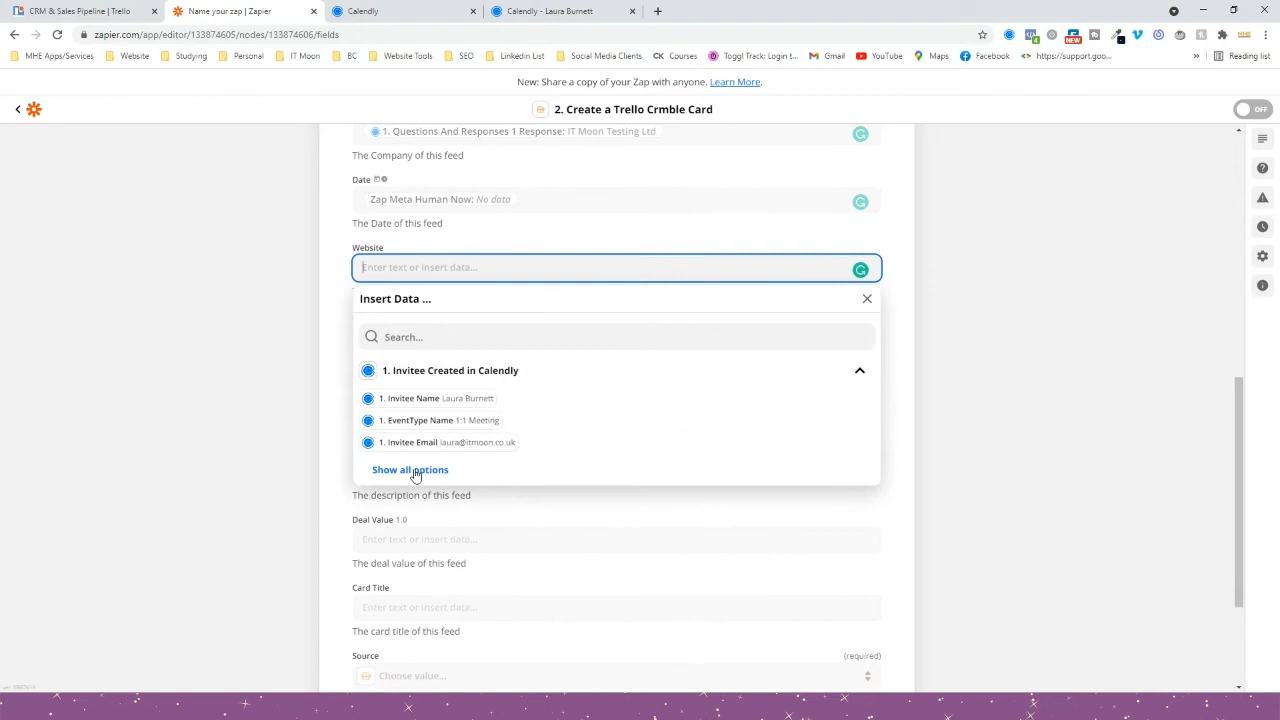 CRM & Sales Pipeline | Trello
Name your zap | Zapier
Calendly
Calendly - Laura Burnett
zapier.com/app/editor/133874605/nodes/133874606/fields
MHE Apps/Services
Website
Studying
Personal
IT Moon
BC
Website Tools
SEO
Linkedin List
Social Media Clients
CK
Courses
Toggl Track: Login t...
Gmail
YouTube
Maps
Facebook
https://support.goo...
»
Reading list
NEW
New: Share a copy of your Zap with anyone. Learn More.
2. Create a Trello Crmble Card
OFF
1. Questions And Responses 1 Response: IT Moon Testing Ltd
The Company of this feed
Date
Zap Meta Human Now: No data
The Date of this feed
Website
Enter text or insert data...
Insert Data ...
Search...
1. Invitee Created in Calendly
1. Invitee Name Laura Burnett
1. EventType Name 1:1 Meeting
1. Invitee Email laura@itmoon.co.uk
Show all options
The description of this feed
Deal Value 1.0
Enter text or insert data...
The deal value of this feed
Card Title
Enter text or insert data...
The card title of this feed
Source
(required)
Choose value...